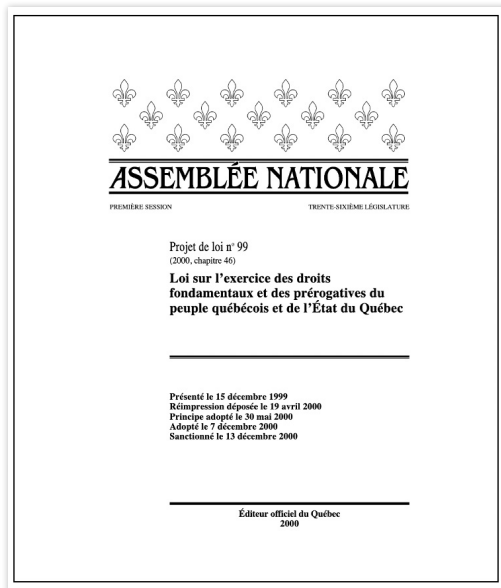 ASSEMBLÉE NATIONALE
PREMIÈRE SESSION TRENTE-SIXIÈME LÉGISLATURE
Projet de loi n° 99
(2000, chapitre 46)
Loi sur l'exercice des droits
fondamentaux et des prérogatives du
peuple québécois et de l'État du Québec
Présenté le 15 décembre 1999
Réimpression déposée le 19 avril 2000
Principe adopté le 30 mai 2000
Adopté le 7 décembre 2000
Sanctionné le 13 décembre 2000
Éditeur officiel du Québec
2000